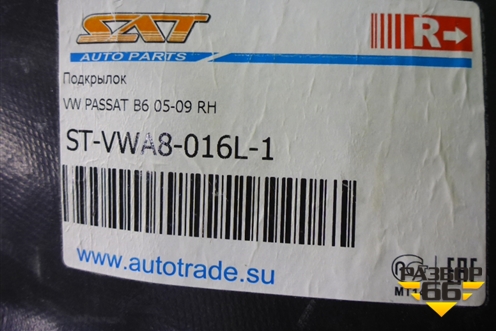 SAT
R→
AUTO PARTS
Подкрылок
VW PASSAT B6 05-09 RH
ST-VWA8-016L-1
www.autotrade.su
EAC
РАЗБОР
66